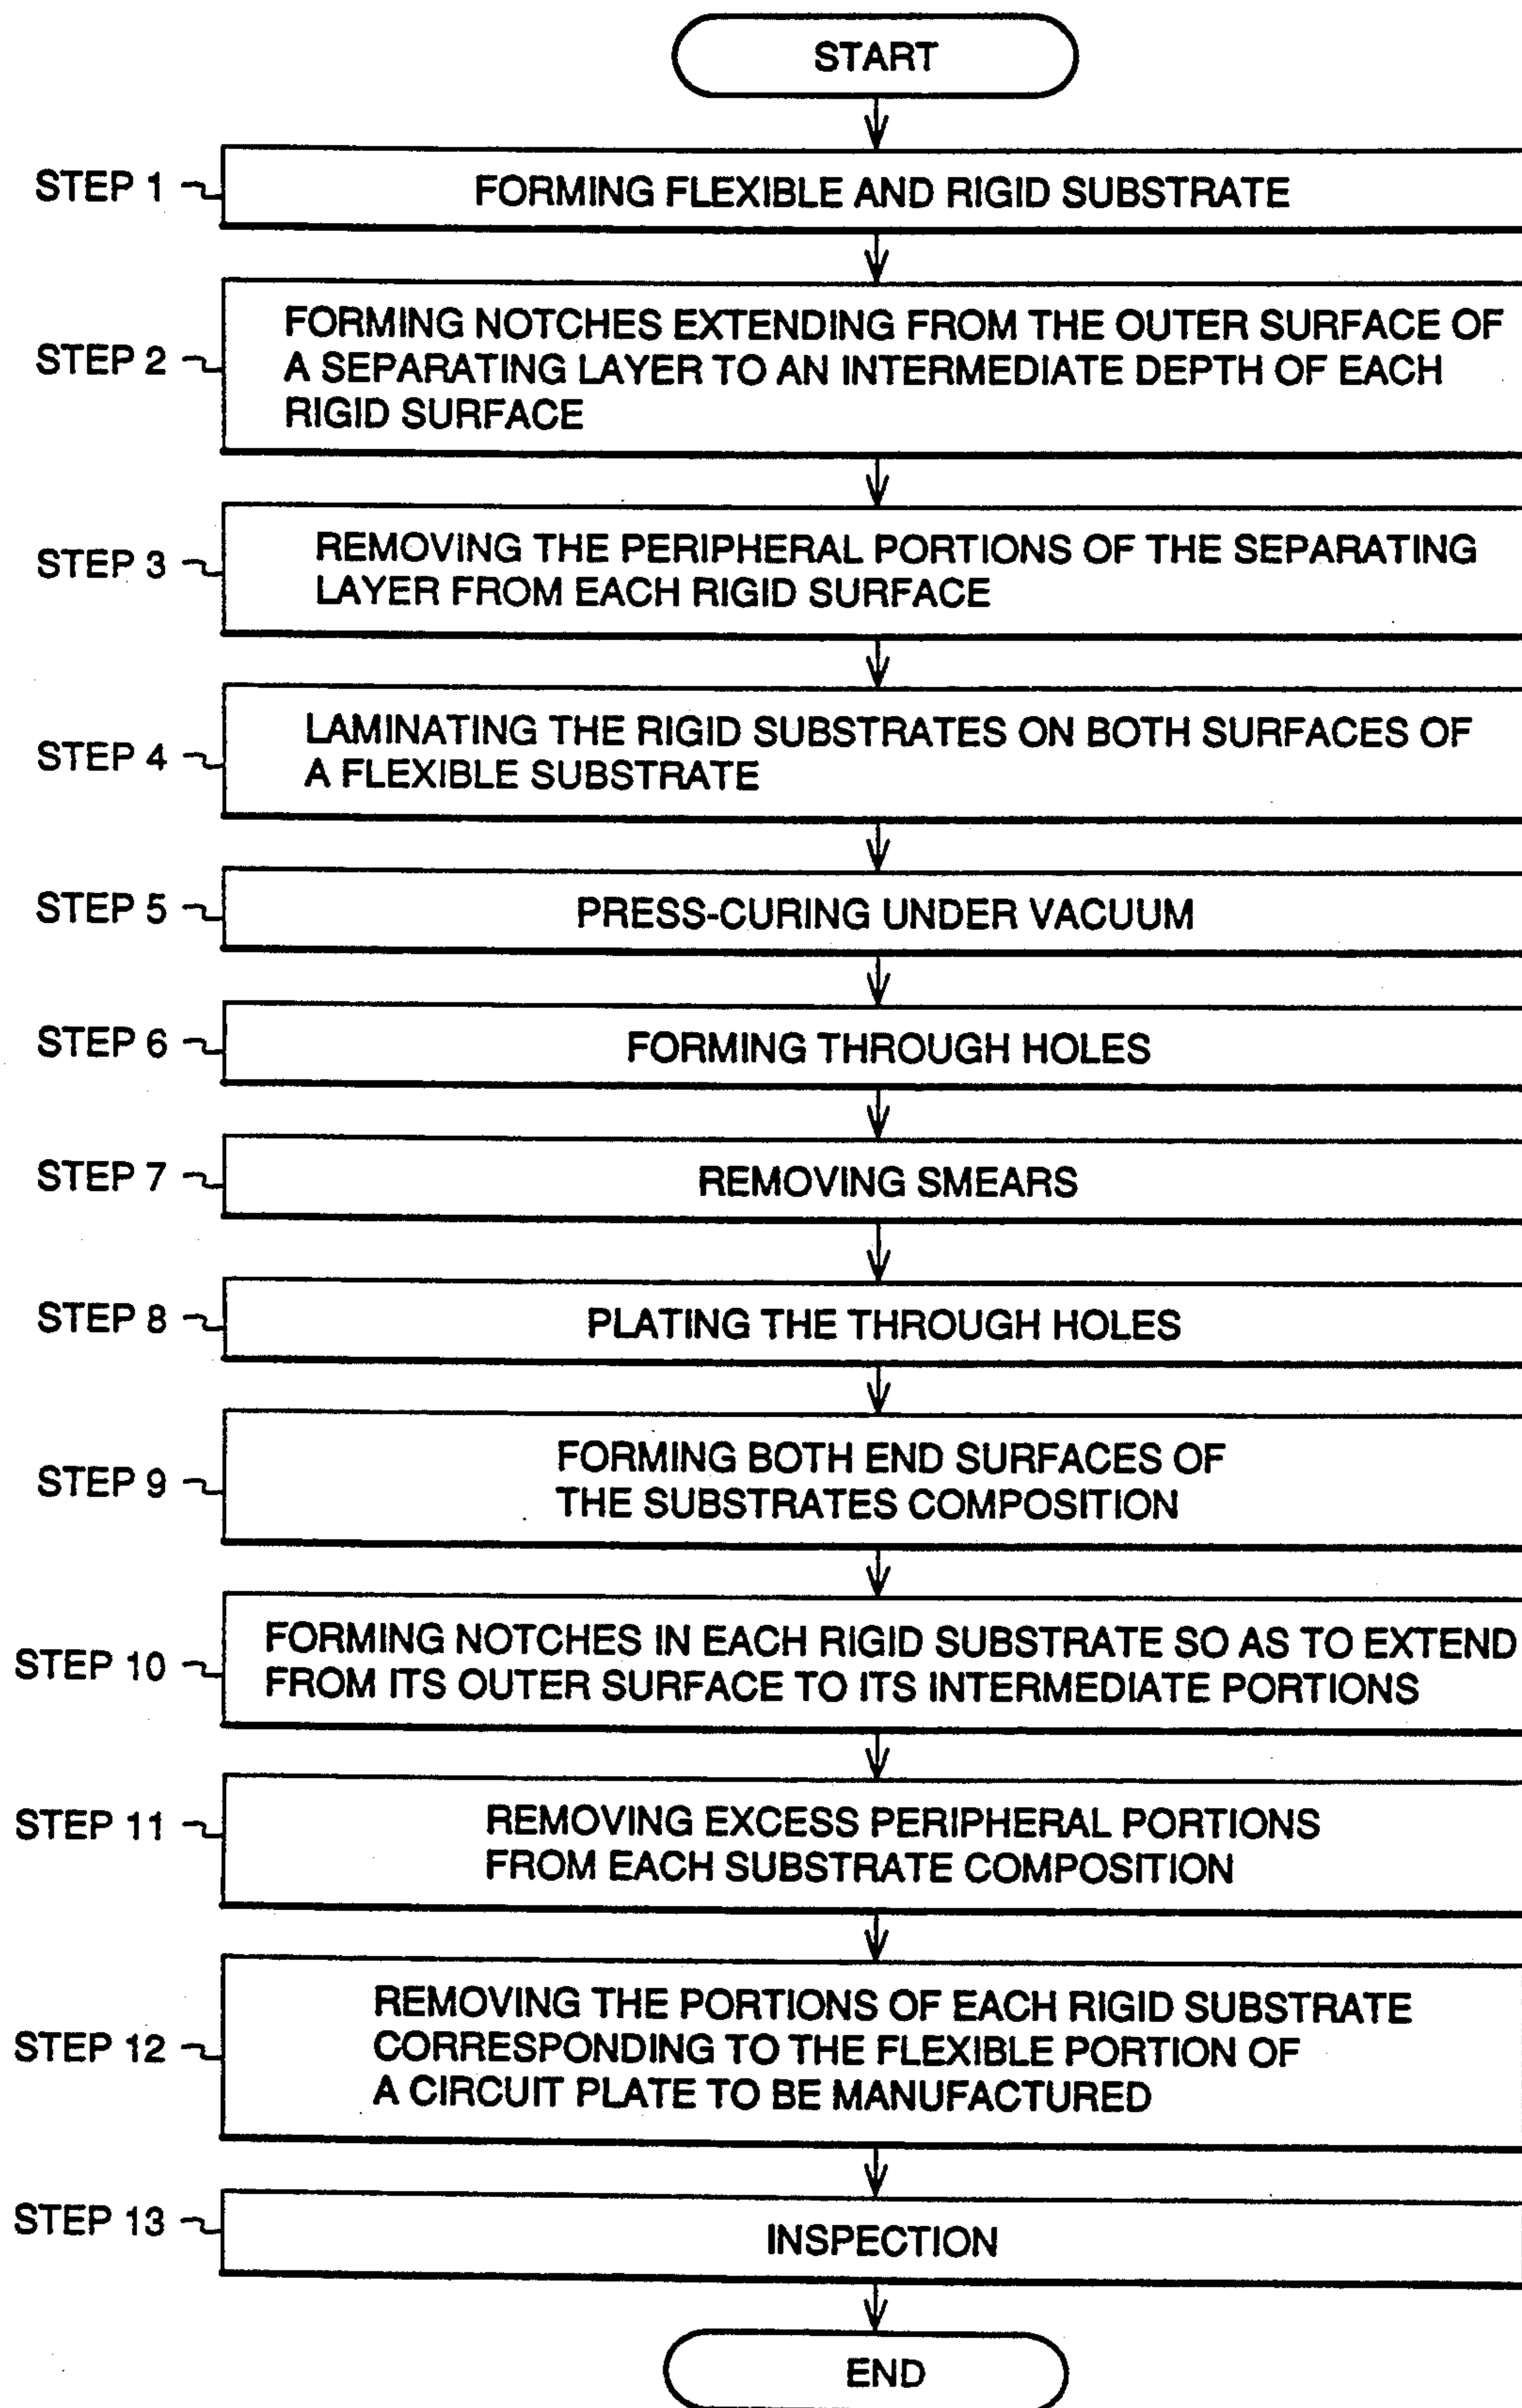 START
STEP 1
FORMING FLEXIBLE AND RIGID SUBSTRATE
STEP 2
FORMING NOTCHES EXTENDING FROM THE OUTER SURFACE OF
A SEPARATING LAYER TO AN INTERMEDIATE DEPTH OF EACH
RIGID SURFACE
STEP 3
REMOVING THE PERIPHERAL PORTIONS OF THE SEPARATING
LAYER FROM EACH RIGID SURFACE
STEP 4
LAMINATING THE RIGID SUBSTRATES ON BOTH SURFACES OF
A FLEXIBLE SUBSTRATE
STEP 5
PRESS-CURING UNDER VACUUM
STEP 6
FORMING THROUGH HOLES
STEP 7
REMOVING SMEARS
STEP 8
PLATING THE THROUGH HOLES
STEP 9
FORMING BOTH END SURFACES OF
THE SUBSTRATES COMPOSITION
STEP 10
FORMING NOTCHES IN EACH RIGID SUBSTRATE SO AS TO EXTEND
FROM ITS OUTER SURFACE TO ITS INTERMEDIATE PORTIONS
STEP 11
REMOVING EXCESS PERIPHERAL PORTIONS
FROM EACH SUBSTRATE COMPOSITION
STEP 12
REMOVING THE PORTIONS OF EACH RIGID SUBSTRATE
CORRESPONDING TO THE FLEXIBLE PORTION OF
A CIRCUIT PLATE TO BE MANUFACTURED
STEP 13
INSPECTION
END